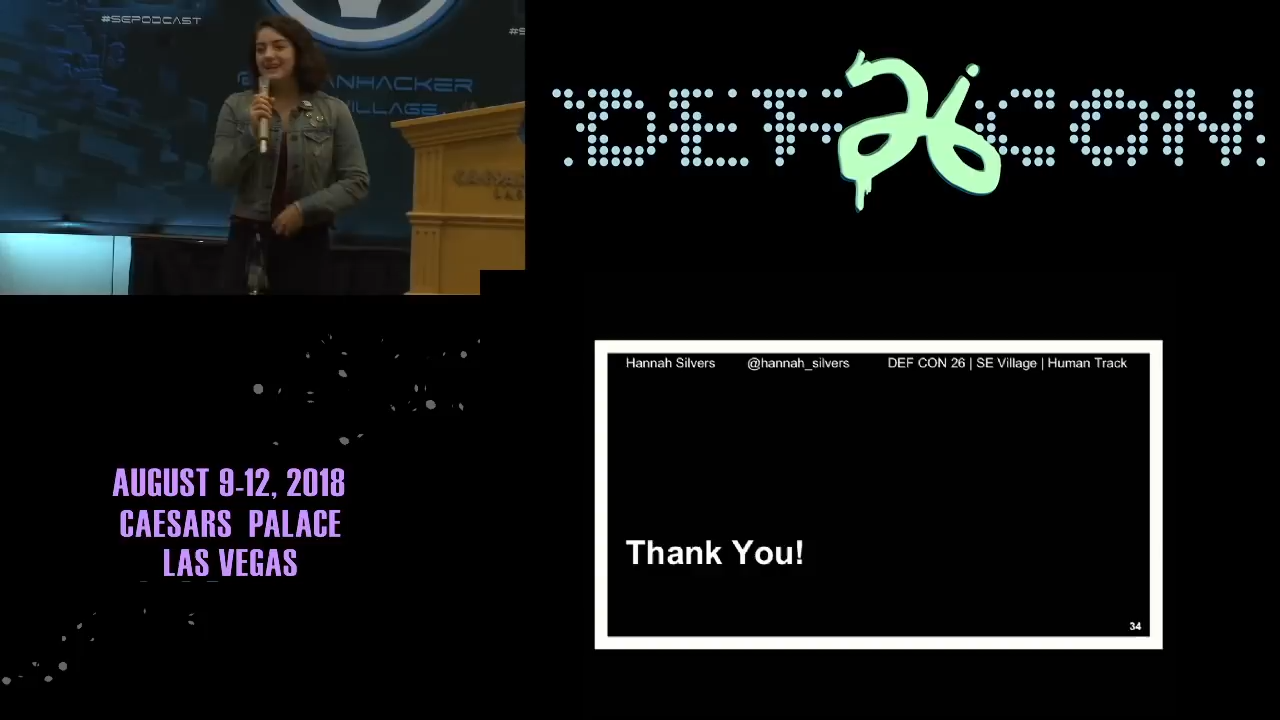 #SEPODCAST
DEF 26 CON
AUGUST 9-12, 2018
CAESARS PALACE
LAS VEGAS
Hannah Silvers @hannah_silvers DEF CON 26 | SE Village | Human Track
Thank You!
34